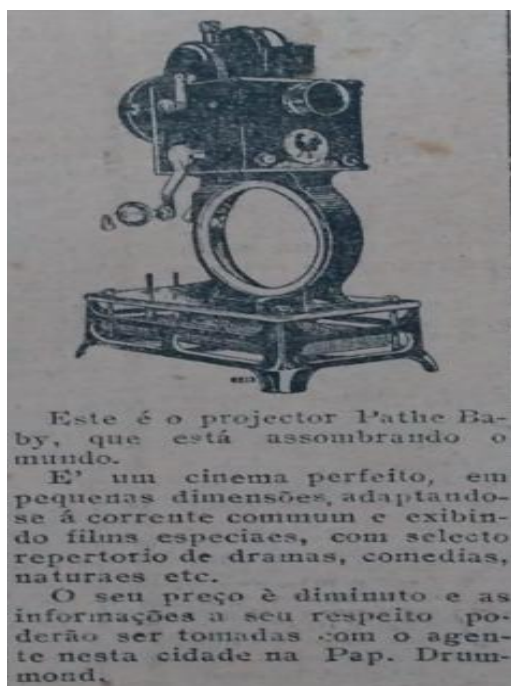 Este é o projector Pathe Ba-
by, que está assombrando o
mundo.
E' um cinema perfeito, em
pequenas dimensões, adaptando-
se á corrente commum e exibin-
do films especiaes, com selecto
repertorio de dramas, comedias,
naturaes etc.
O seu preço è diminuto e as
informações a seu respeito po-
derão ser tomadas com o agen-
te nesta cidade na Pap. Drum-
mond.